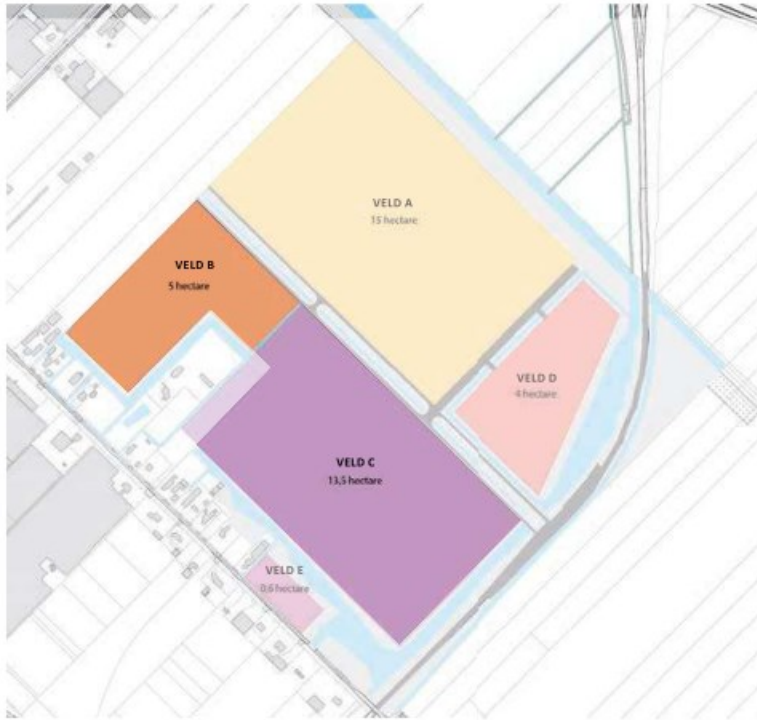 VELD A
15 hectare
VELD B
5 hectare
VELD D
4 hectare
VELD C
13,5 hectare
VELD E
0,6 hectare